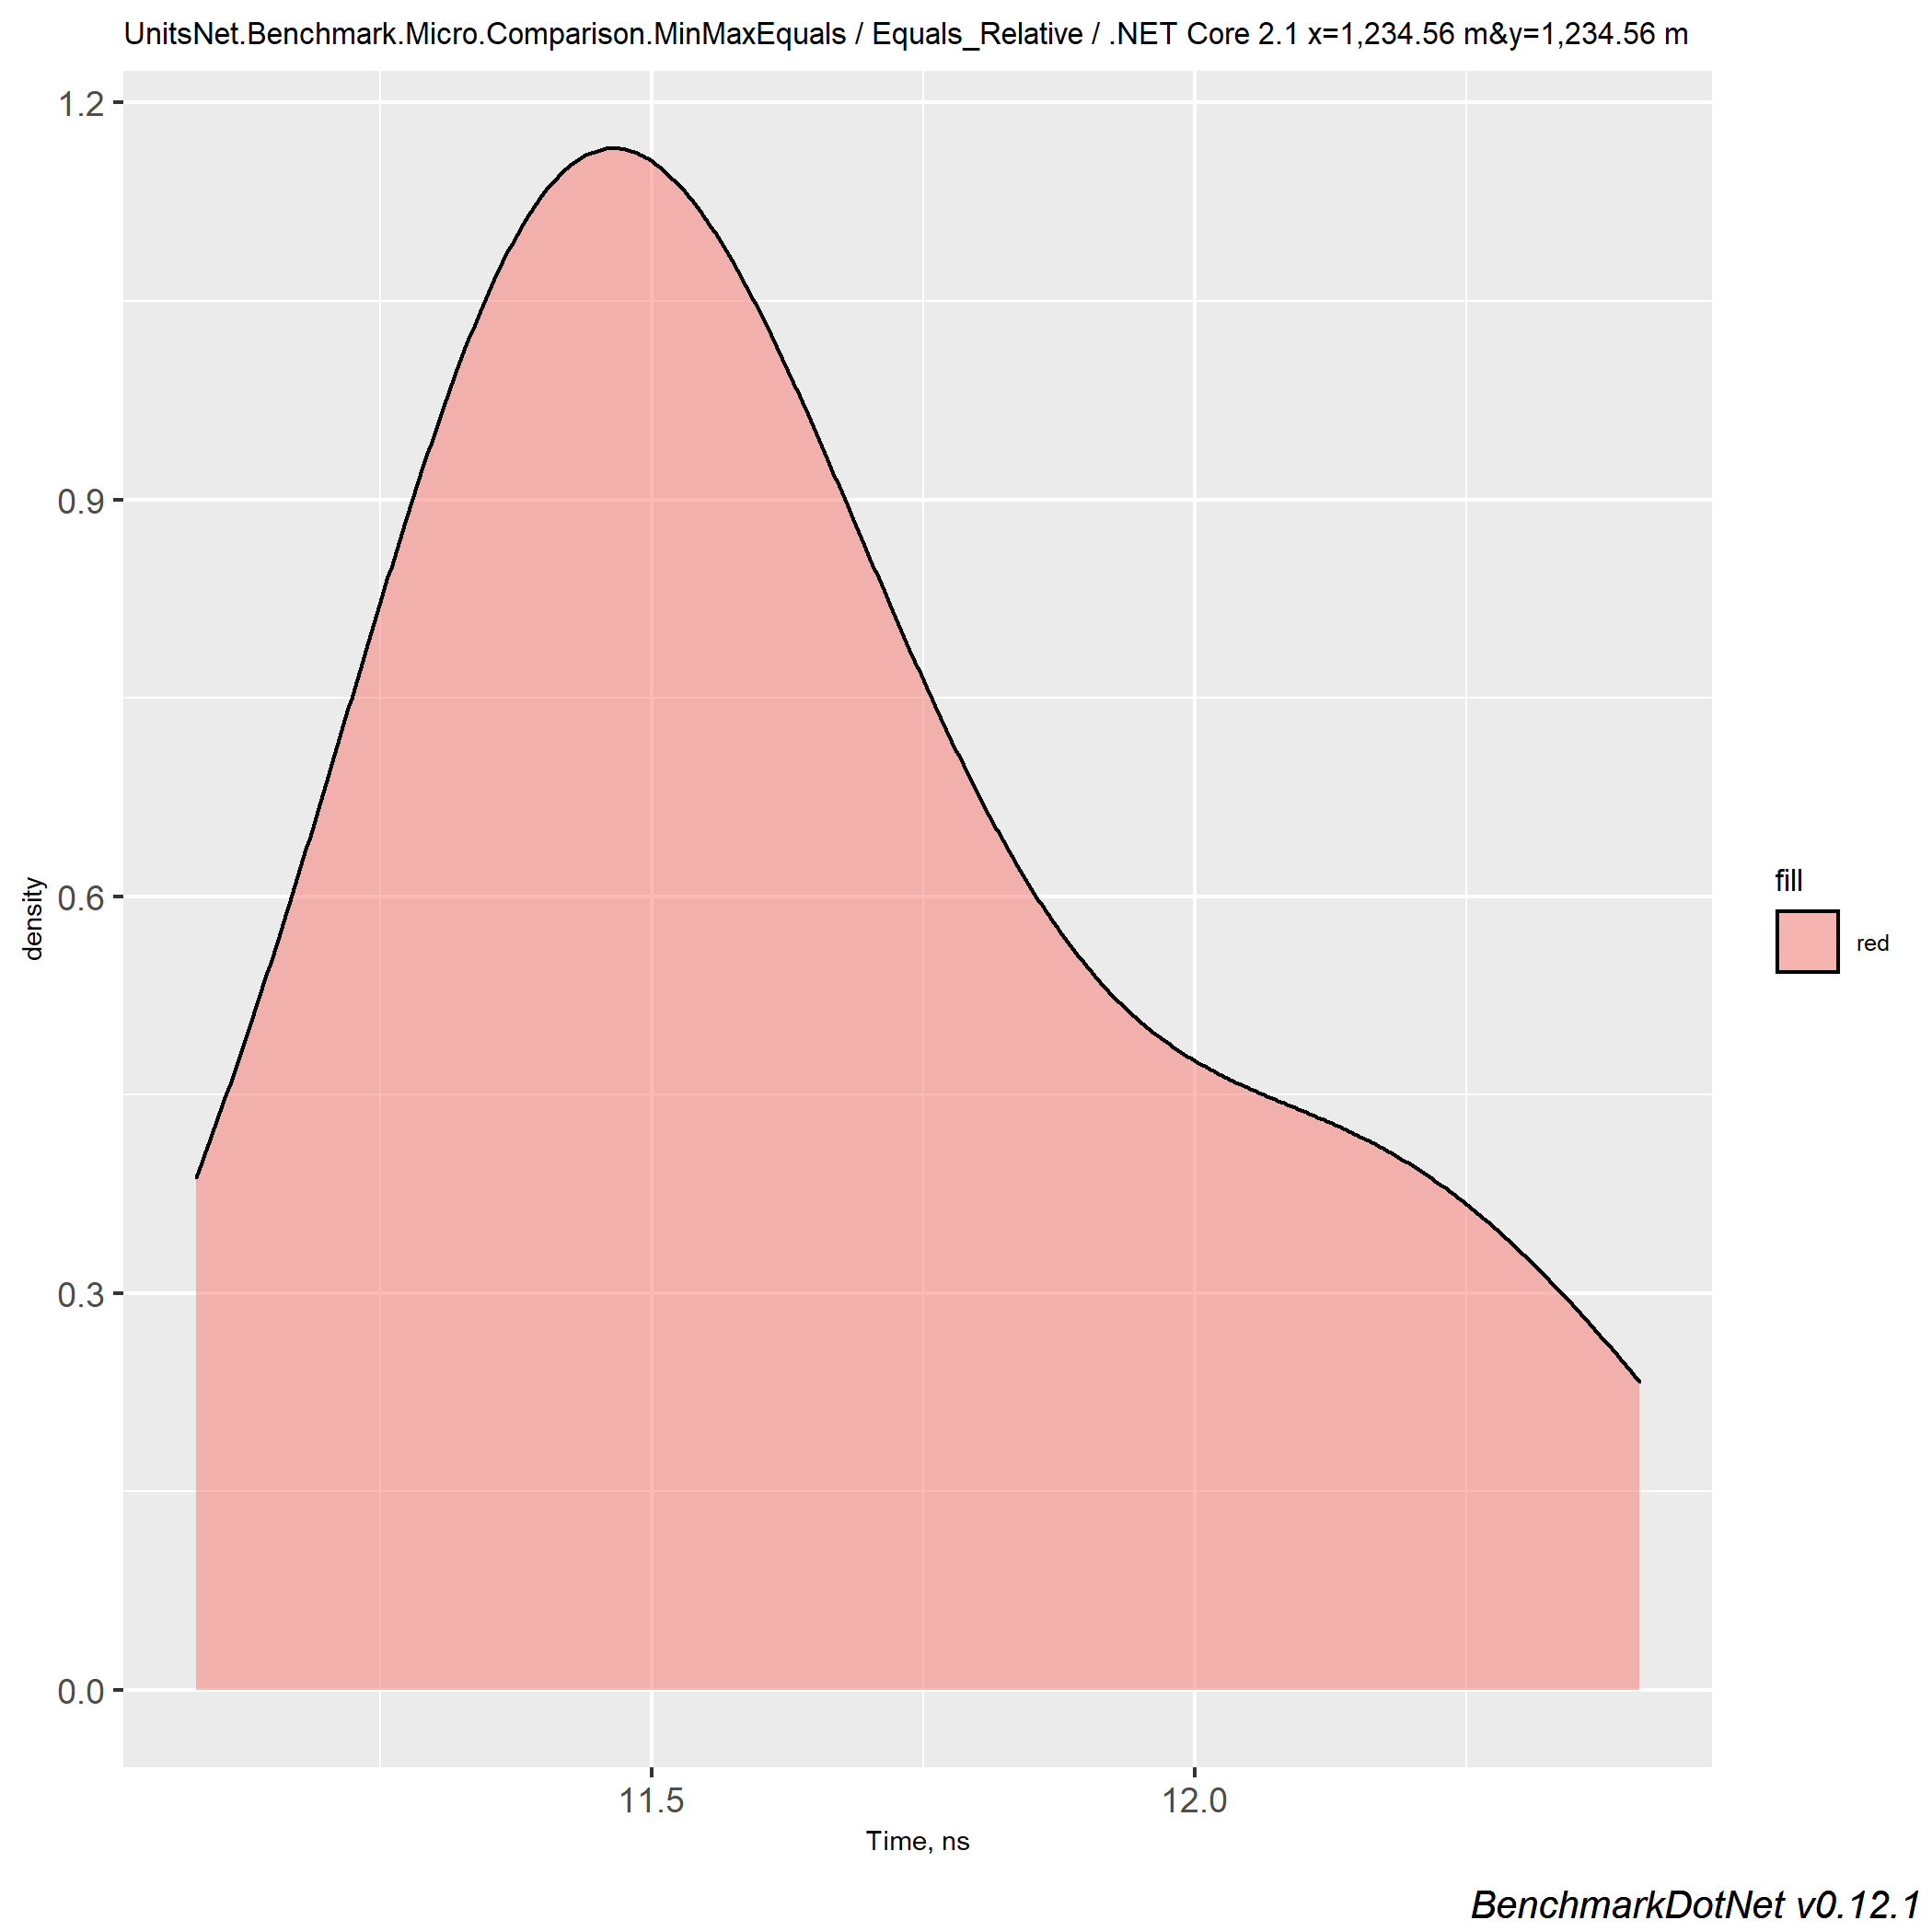 UnitsNet.Benchmark.Micro.Comparison.MinMaxEquals / Equals_Relative / .NET Core 2.1 x=1,234.56 m&y=1,234.56 m
1.2
0.9
0.6
0.3
0.0
density
11.5 12.0
Time, ns
fill
red
BenchmarkDotNet v0.12.1